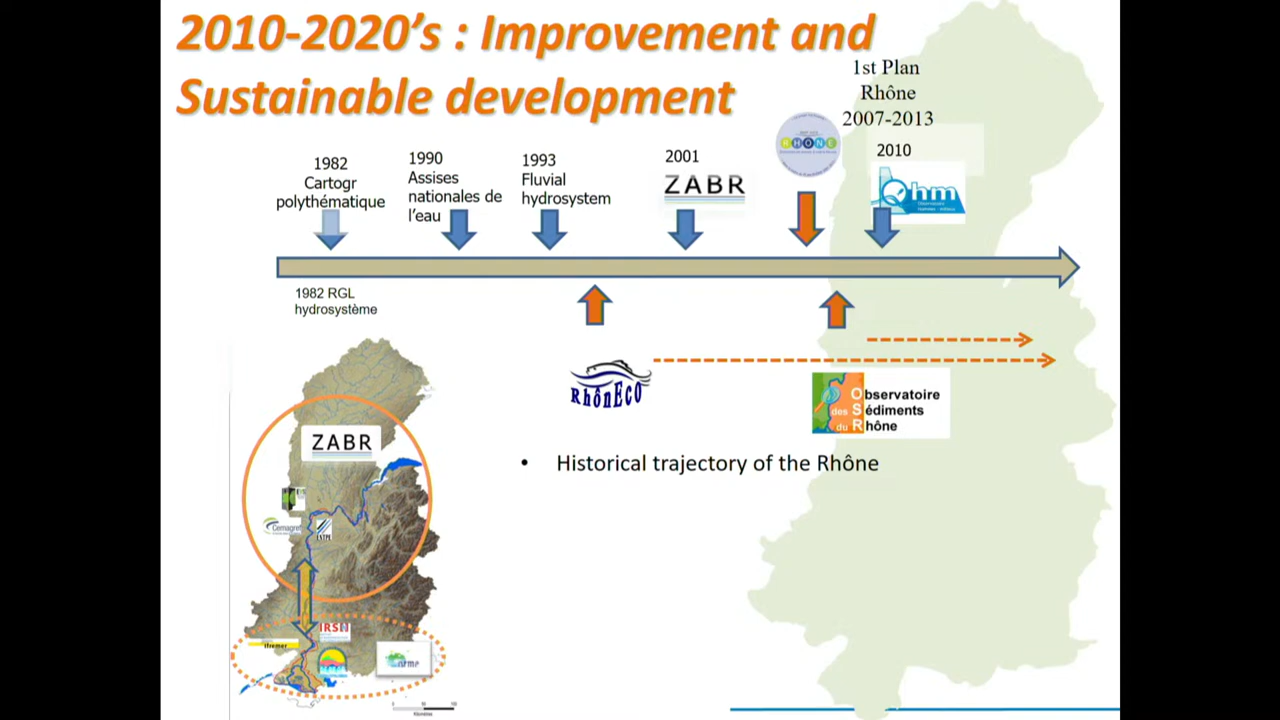 2010-2020's : Improvement and
Sustainable development
1st Plan
Rhône
2007-2013
1982
Cartogr
polythématique
1990
Assises
nationales de
l'eau
1993
Fluvial
hydrosystem
2001
ZABR
RHÔNE
2010
Ohm
1982 RGL
hydrosystème
RhônEco
Observatoire
des Sédiments
du Rhône
• Historical trajectory of the Rhône
ZABR
Cemagref
ENTPE
IRSN
Ifremer